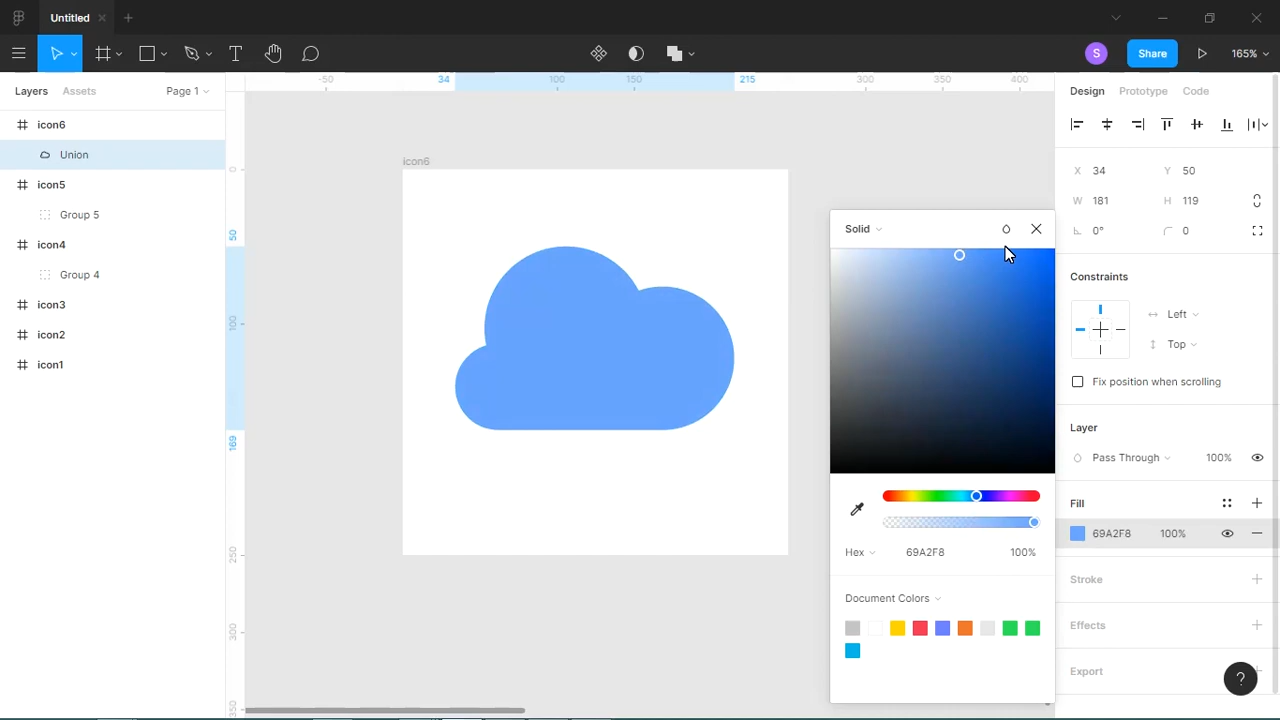 Untitled
S
Share
165%
Layers
Assets
Page 1
icon6
Union
icon5
Group 5
icon4
Group 4
icon3
icon2
icon1
-50
34
100
150
215
300
350
400
0
50
100
169
250
300
350
icon6
Solid
Hex
69A2F8
100%
Document Colors
Design
Prototype
Code
X
34
Y
50
W
181
H
119
0°
0
Constraints
Left
Top
Fix position when scrolling
Layer
Pass Through
100%
Fill
69A2F8
100%
Stroke
Effects
Export
?